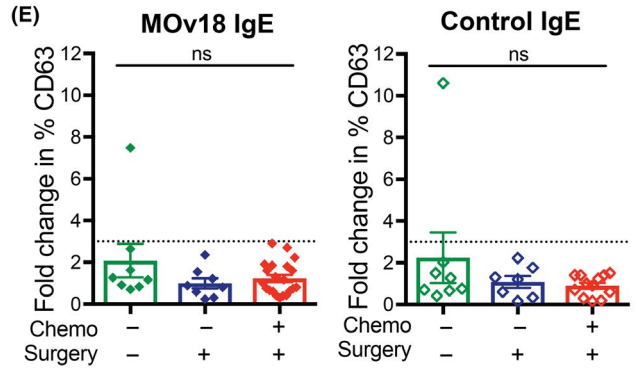 (E)
MOv18 IgE
Control IgE
Fold change in % CD63
12
10
8
6
4
2
0
ns
Fold change in % CD63
12
10
8
6
4
2
0
ns
Chemo – – +
Surgery – + +
Chemo – – +
Surgery – + +